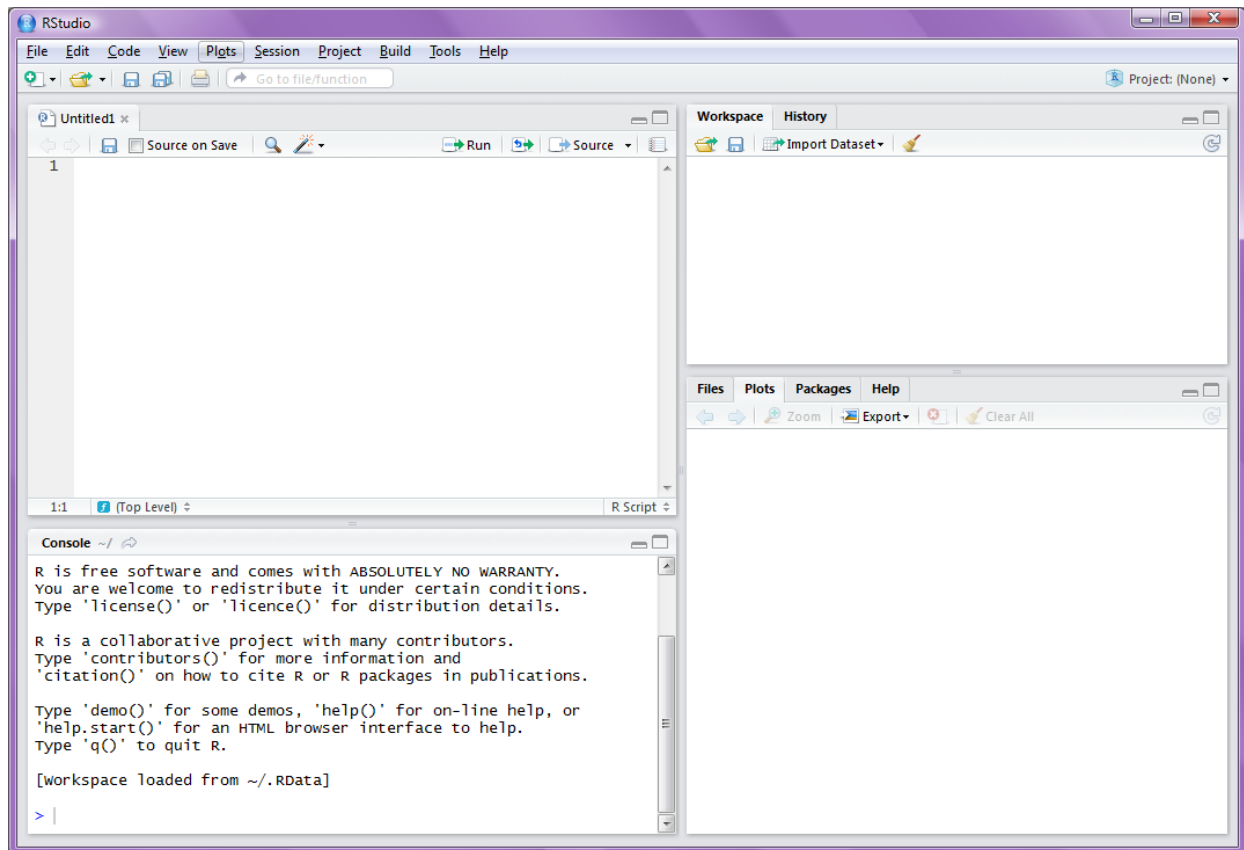 RStudio
File Edit Code View Plots Session Project Build Tools Help
Go to file/function
Project: (None)
Untitled1
Source on Save Run Source
1
1:1 (Top Level) R Script
Console ~/
R is free software and comes with ABSOLUTELY NO WARRANTY.
You are welcome to redistribute it under certain conditions.
Type 'license()' or 'licence()' for distribution details.

R is a collaborative project with many contributors.
Type 'contributors()' for more information and
'citation()' on how to cite R or R packages in publications.

Type 'demo()' for some demos, 'help()' for on-line help, or
'help.start()' for an HTML browser interface to help.
Type 'q()' to quit R.

[Workspace loaded from ~/.RData]

>
Workspace History
Import Dataset
Files Plots Packages Help
Zoom Export Clear All